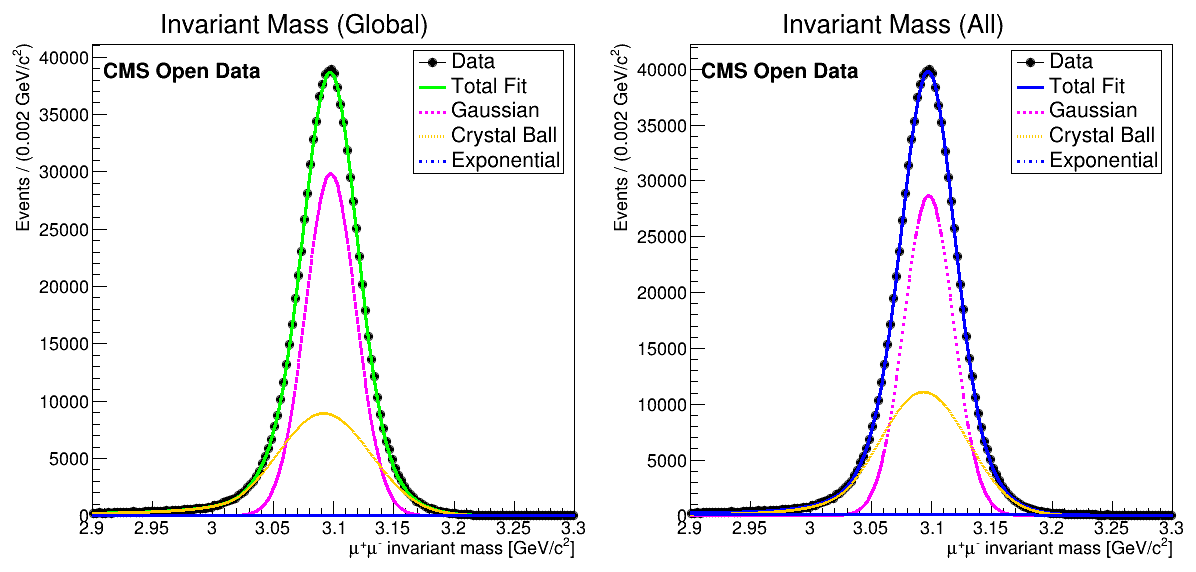 Invariant Mass (Global)
Events / (0.002 GeV/c²)
40000
35000
30000
25000
20000
15000
10000
5000
0
CMS Open Data
Data
Total Fit
Gaussian
Crystal Ball
Exponential
2.9 2.95 3 3.05 3.1 3.15 3.2 3.25 3.3
μ⁺μ⁻ invariant mass [GeV/c²]
Invariant Mass (All)
Events / (0.002 GeV/c²)
40000
35000
30000
25000
20000
15000
10000
5000
0
CMS Open Data
Data
Total Fit
Gaussian
Crystal Ball
Exponential
2.9 2.95 3 3.05 3.1 3.15 3.2 3.25 3.3
μ⁺μ⁻ invariant mass [GeV/c²]